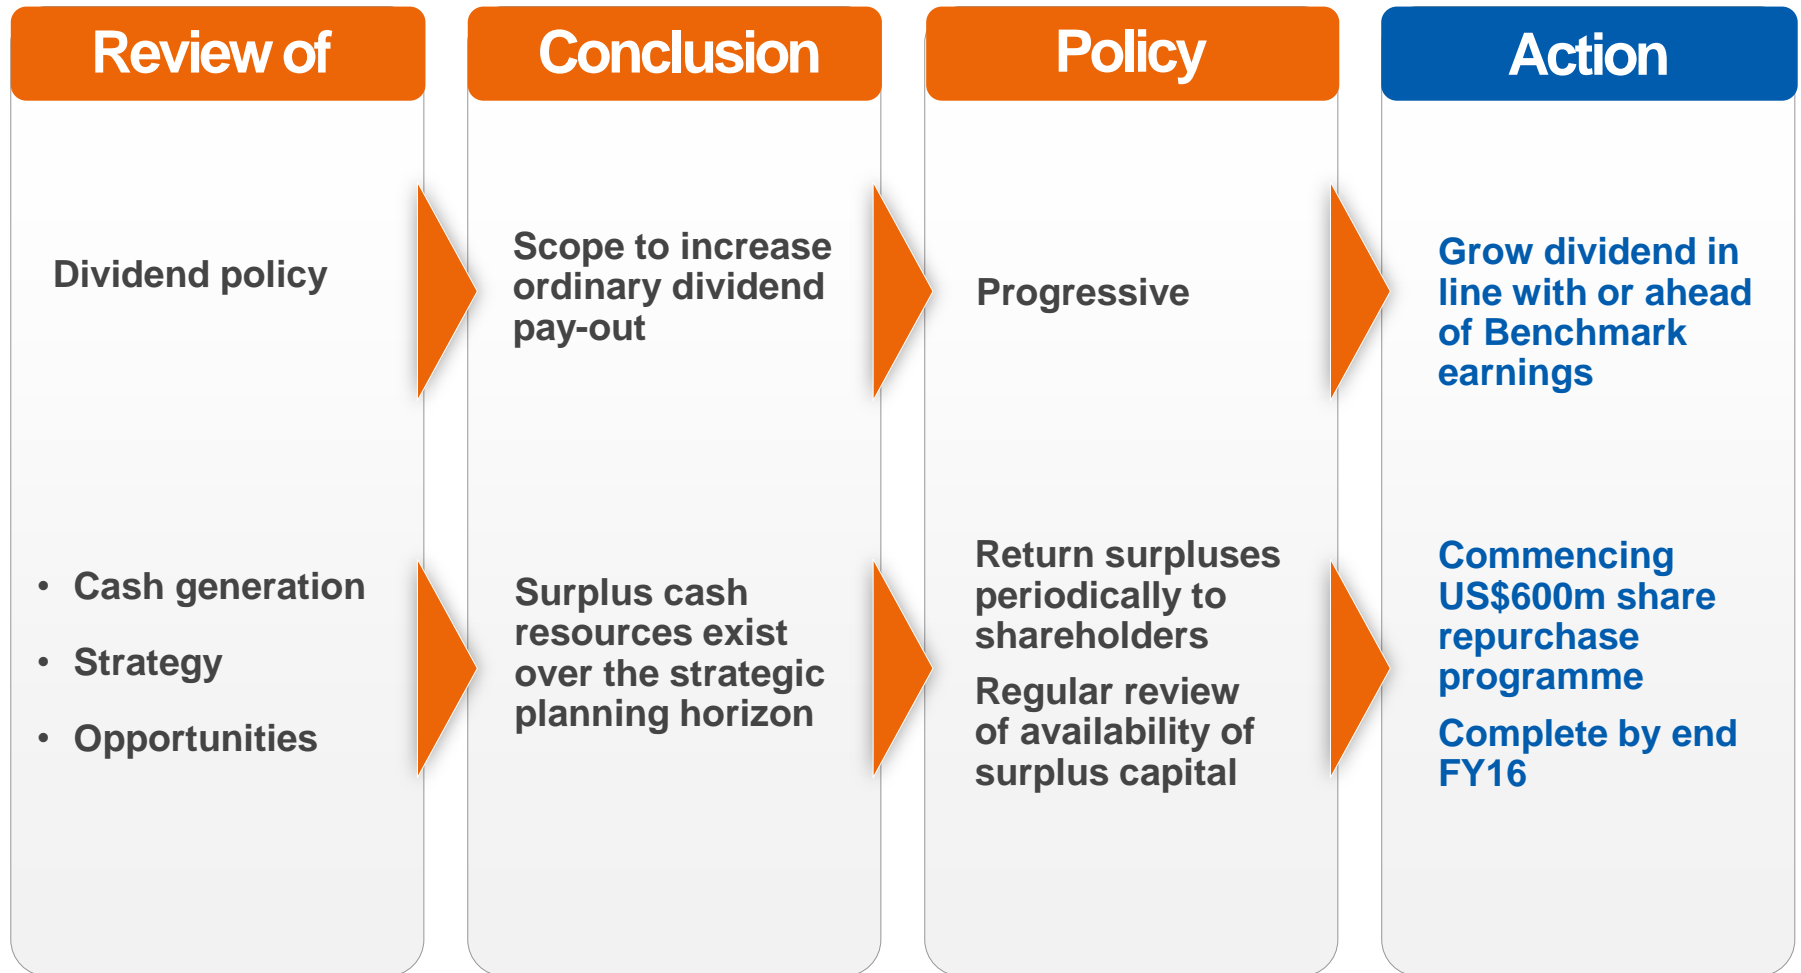 Review of
Conclusion
Policy
Action
Dividend policy
Scope to increase
ordinary dividend
pay-out
Progressive
Grow dividend in
line with or ahead
of Benchmark
earnings
• Cash generation
• Strategy
• Opportunities
Surplus cash
resources exist
over the strategic
planning horizon
Return surpluses
periodically to
shareholders
Regular review
of availability of
surplus capital
Commencing
US$600m share
repurchase
programme
Complete by end
FY16